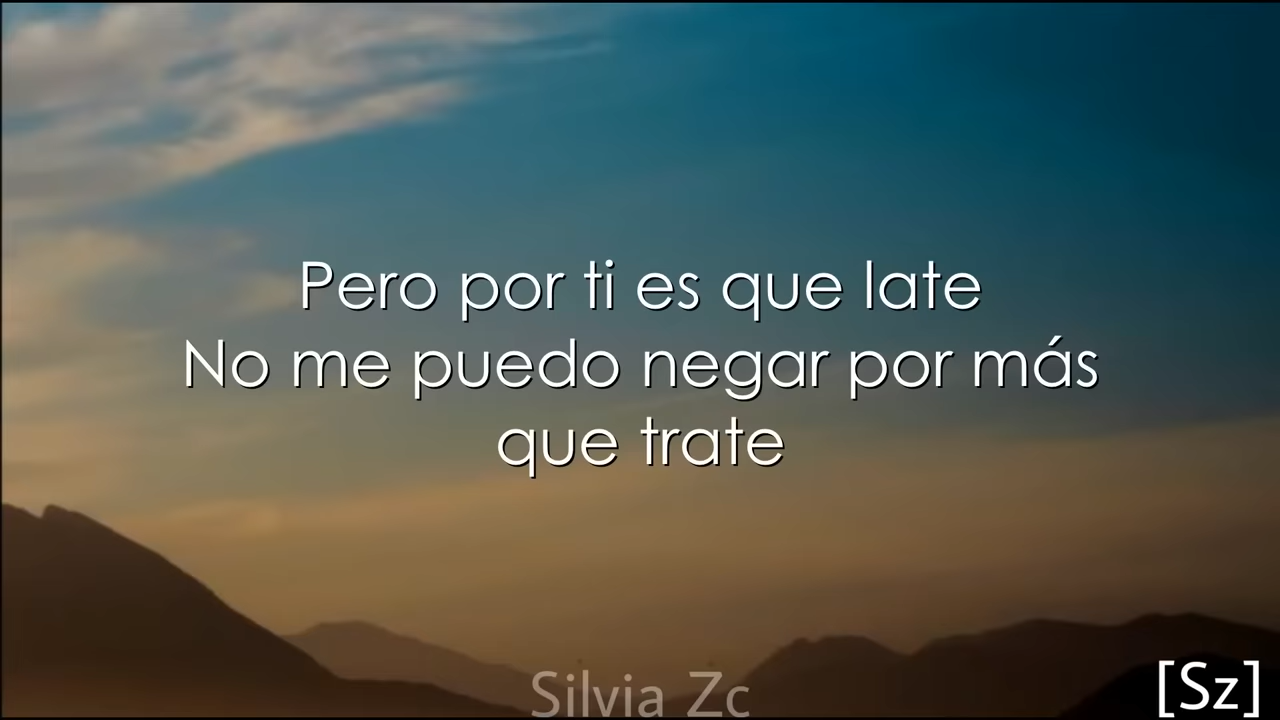 Pero por ti es que late
No me puedo negar por más
que trate
Silvia Zc
[Sz]